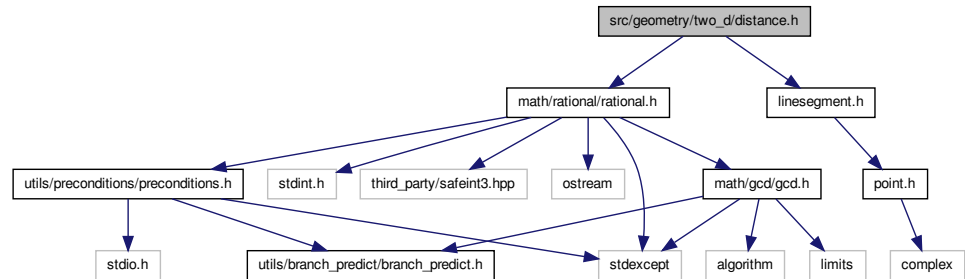 src/geometry/two_d/distance.h
math/rational/rational.h
linesegment.h
utils/preconditions/preconditions.h
stdint.h
third_party/safeint3.hpp
ostream
math/gcd/gcd.h
point.h
stdio.h
utils/branch_predict/branch_predict.h
stdexcept
algorithm
limits
complex